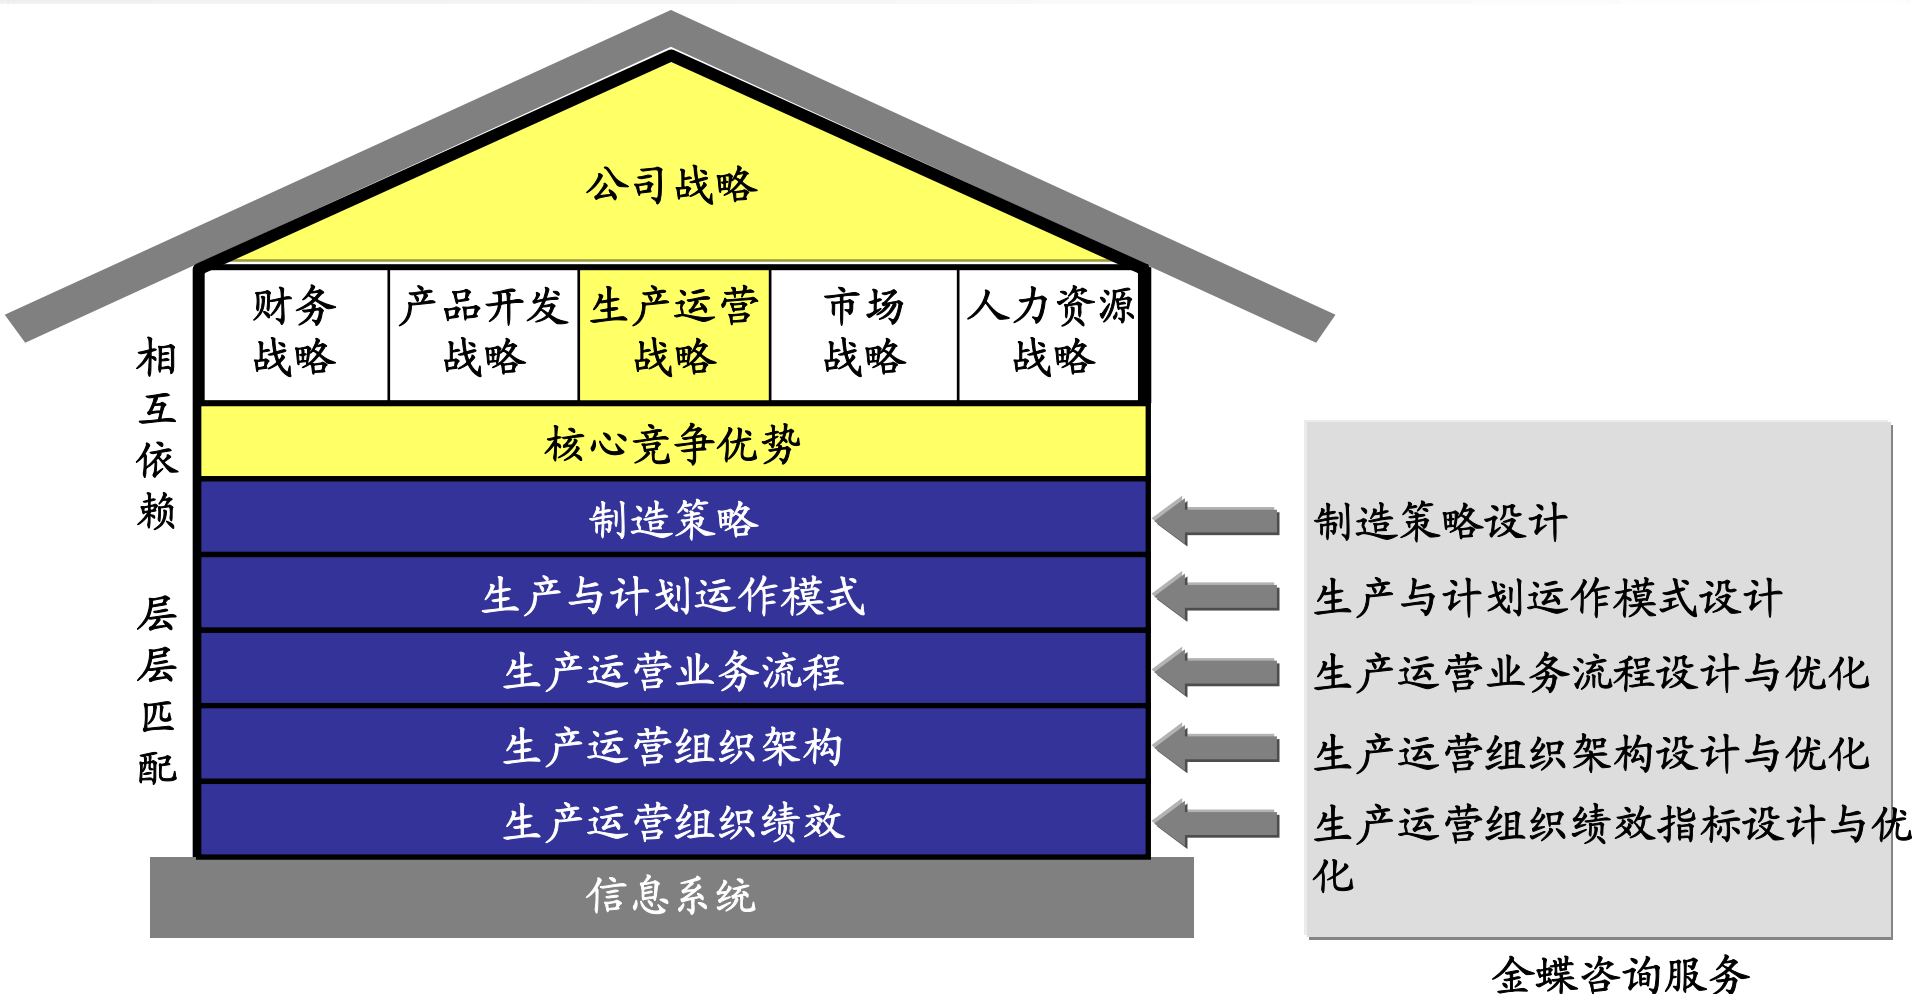 公司战略
财务
战略
产品开发
战略
生产运营
战略
市场
战略
人力资源
战略
相
互
依
赖
层
层
匹
配
核心竞争优势
制造策略
生产与计划运作模式
生产运营业务流程
生产运营组织架构
生产运营组织绩效
信息系统
制造策略设计
生产与计划运作模式设计
生产运营业务流程设计与优化
生产运营组织架构设计与优化
生产运营组织绩效指标设计与优
化
金蝶咨询服务